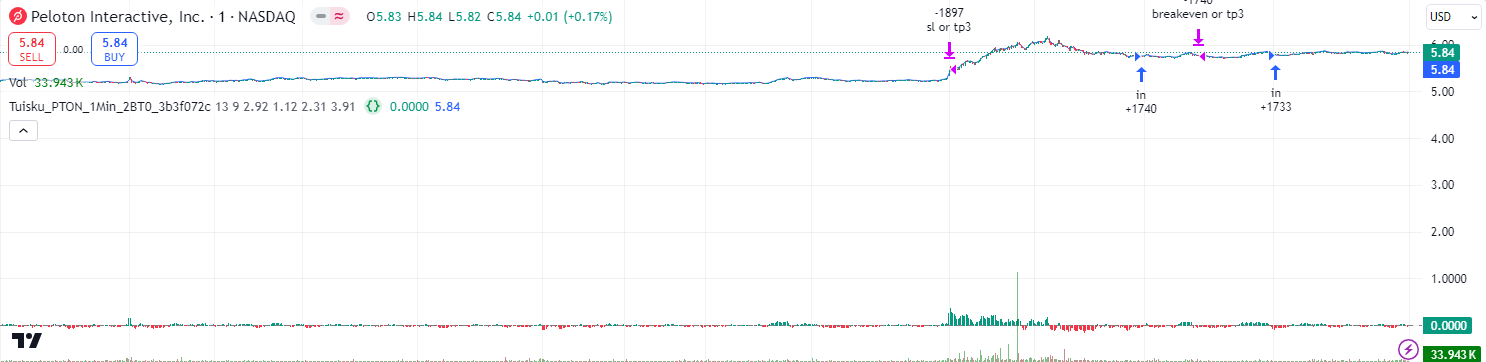 Peloton Interactive, Inc. · 1 · NASDAQ
O5.83 H5.84 L5.82 C5.84 +0.01 (+0.17%)
-1897
sl or tp3
-1740
breakeven or tp3
USD
5.84
SELL
0.00
5.84
BUY
Vol 33.943 K
Tuisku_PTON_1Min_2BT0_3b3f072c 13 9 2.92 1.12 2.31 3.91 {} 0.0000 5.84
in
+1740
in
+1733
6.00
5.84
5.84
5.00
4.00
3.00
2.00
1.0000
0.0000
33.943 K